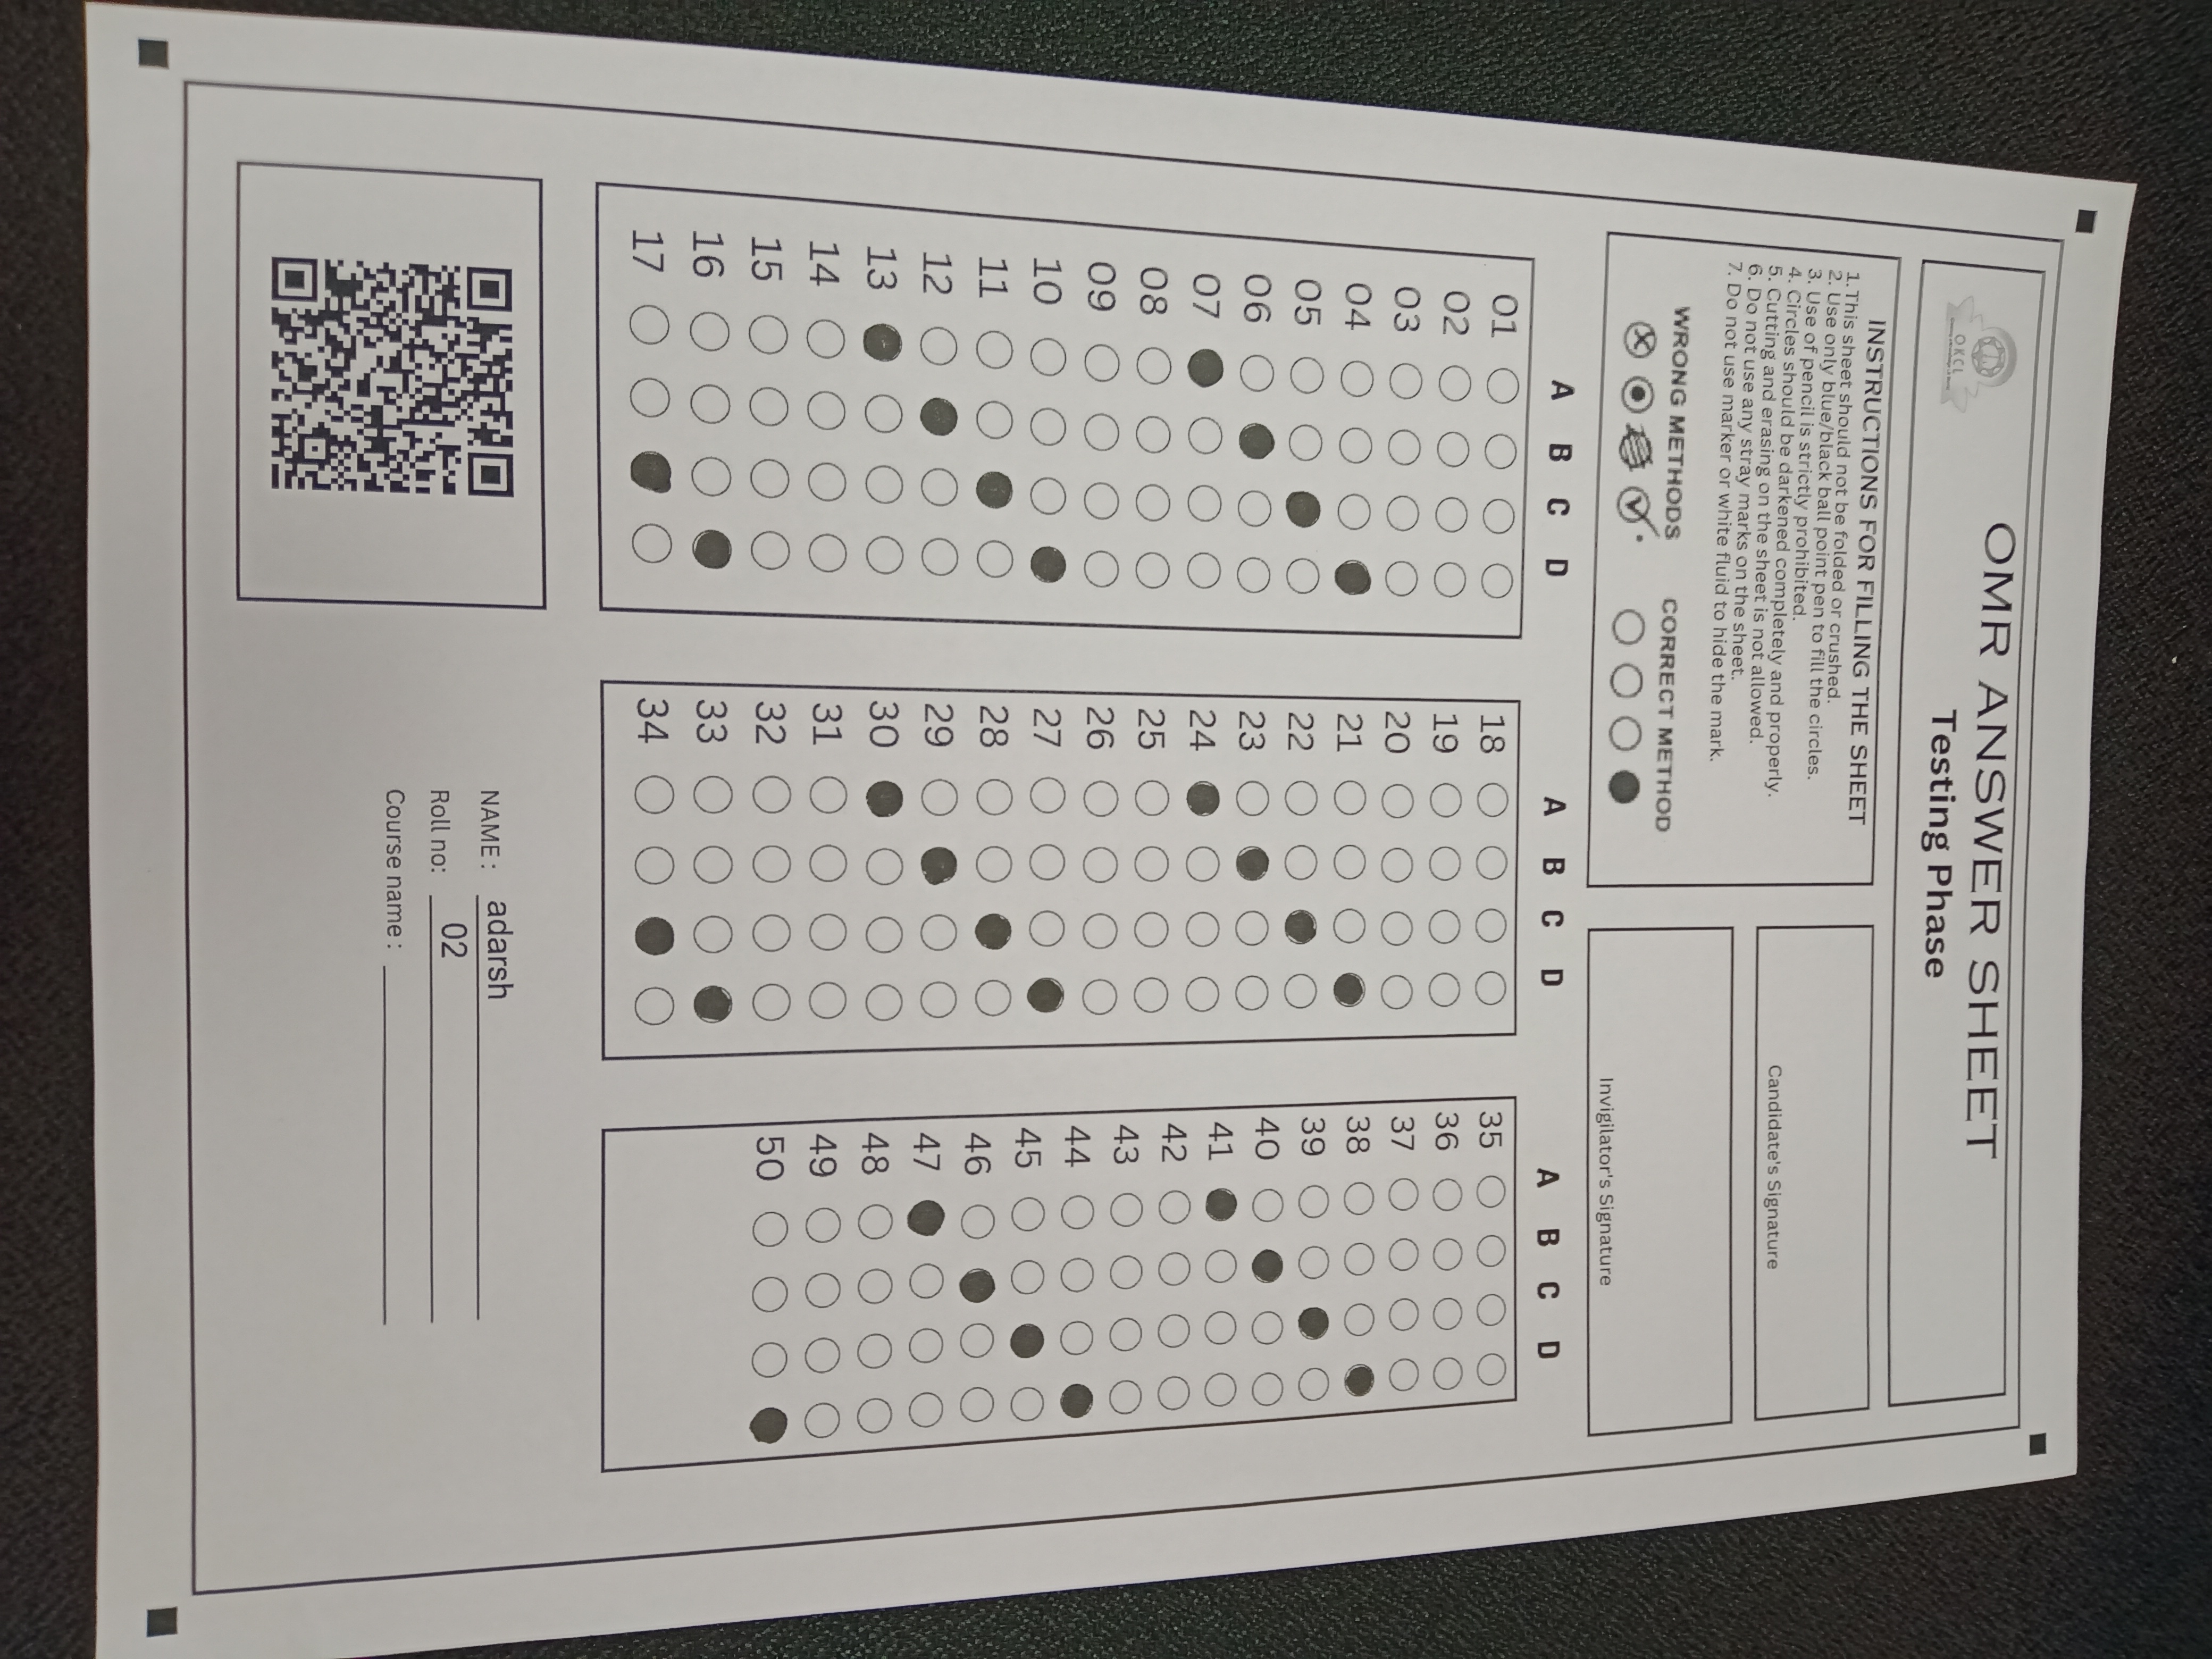 OKCL
OMR ANSWER SHEET
Testing Phase
INSTRUCTIONS FOR FILLING THE SHEET
1. This sheet should not be folded or crushed.
2. Use only blue/black ball point pen to fill the circles.
3. Use of pencil is strictly prohibited.
4. Circles should be darkened completely and properly.
5. Cutting and erasing on the sheet is not allowed.
6. Do not use any stray marks on the sheet.
7. Do not use marker or white fluid to hide the mark.
WRONG METHODS
CORRECT METHOD
Candidate's Signature
Invigilator's Signature
A B C D
01
02
03
04
05
06
07
08
09
10
11
12
13
14
15
16
17
A B C D
18
19
20
21
22
23
24
25
26
27
28
29
30
31
32
33
34
A B C D
35
36
37
38
39
40
41
42
43
44
45
46
47
48
49
50
NAME : adarsh
Roll no: 02
Course name :